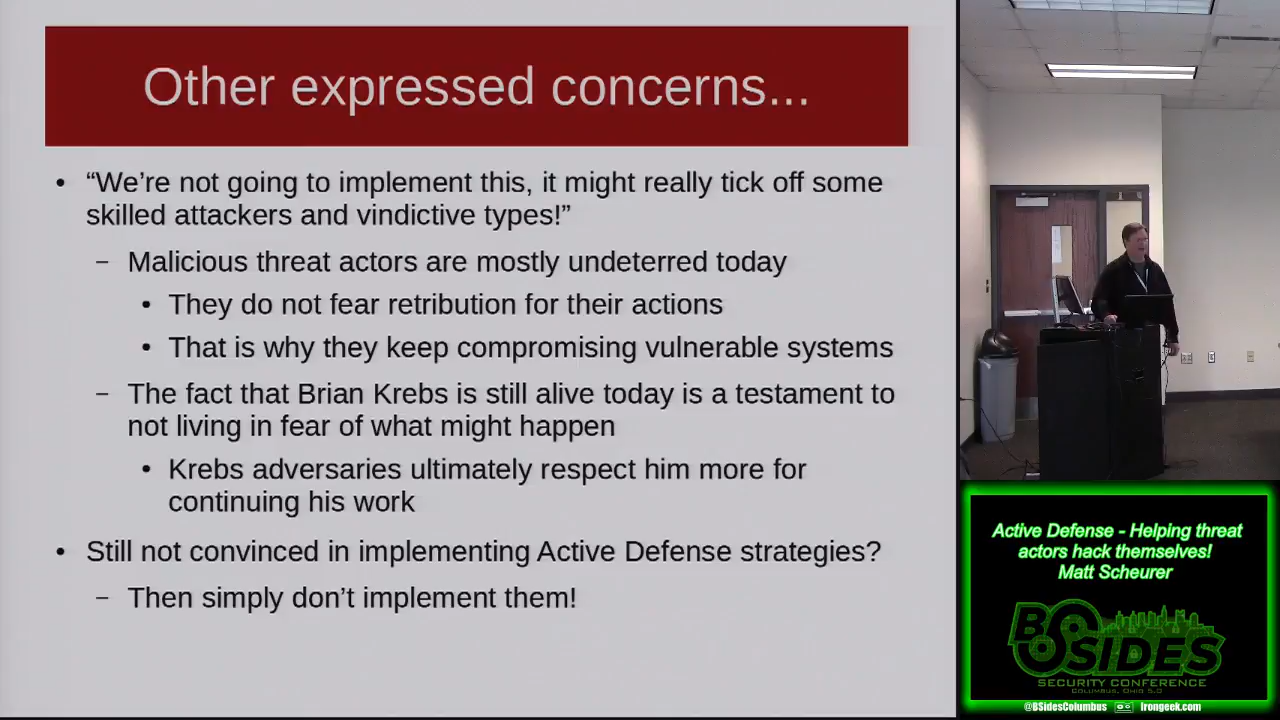 Other expressed concerns...
• “We’re not going to implement this, it might really tick off some
skilled attackers and vindictive types!”
– Malicious threat actors are mostly undeterred today
• They do not fear retribution for their actions
• That is why they keep compromising vulnerable systems
– The fact that Brian Krebs is still alive today is a testament to
not living in fear of what might happen
• Krebs adversaries ultimately respect him more for
continuing his work
• Still not convinced in implementing Active Defense strategies?
– Then simply don’t implement them!
Active Defense - Helping threat
actors hack themselves!
Matt Scheurer
BSIDES
SECURITY CONFERENCE
COLUMBUS, OHIO 5.0
@BSidesColumbus irongeek.com